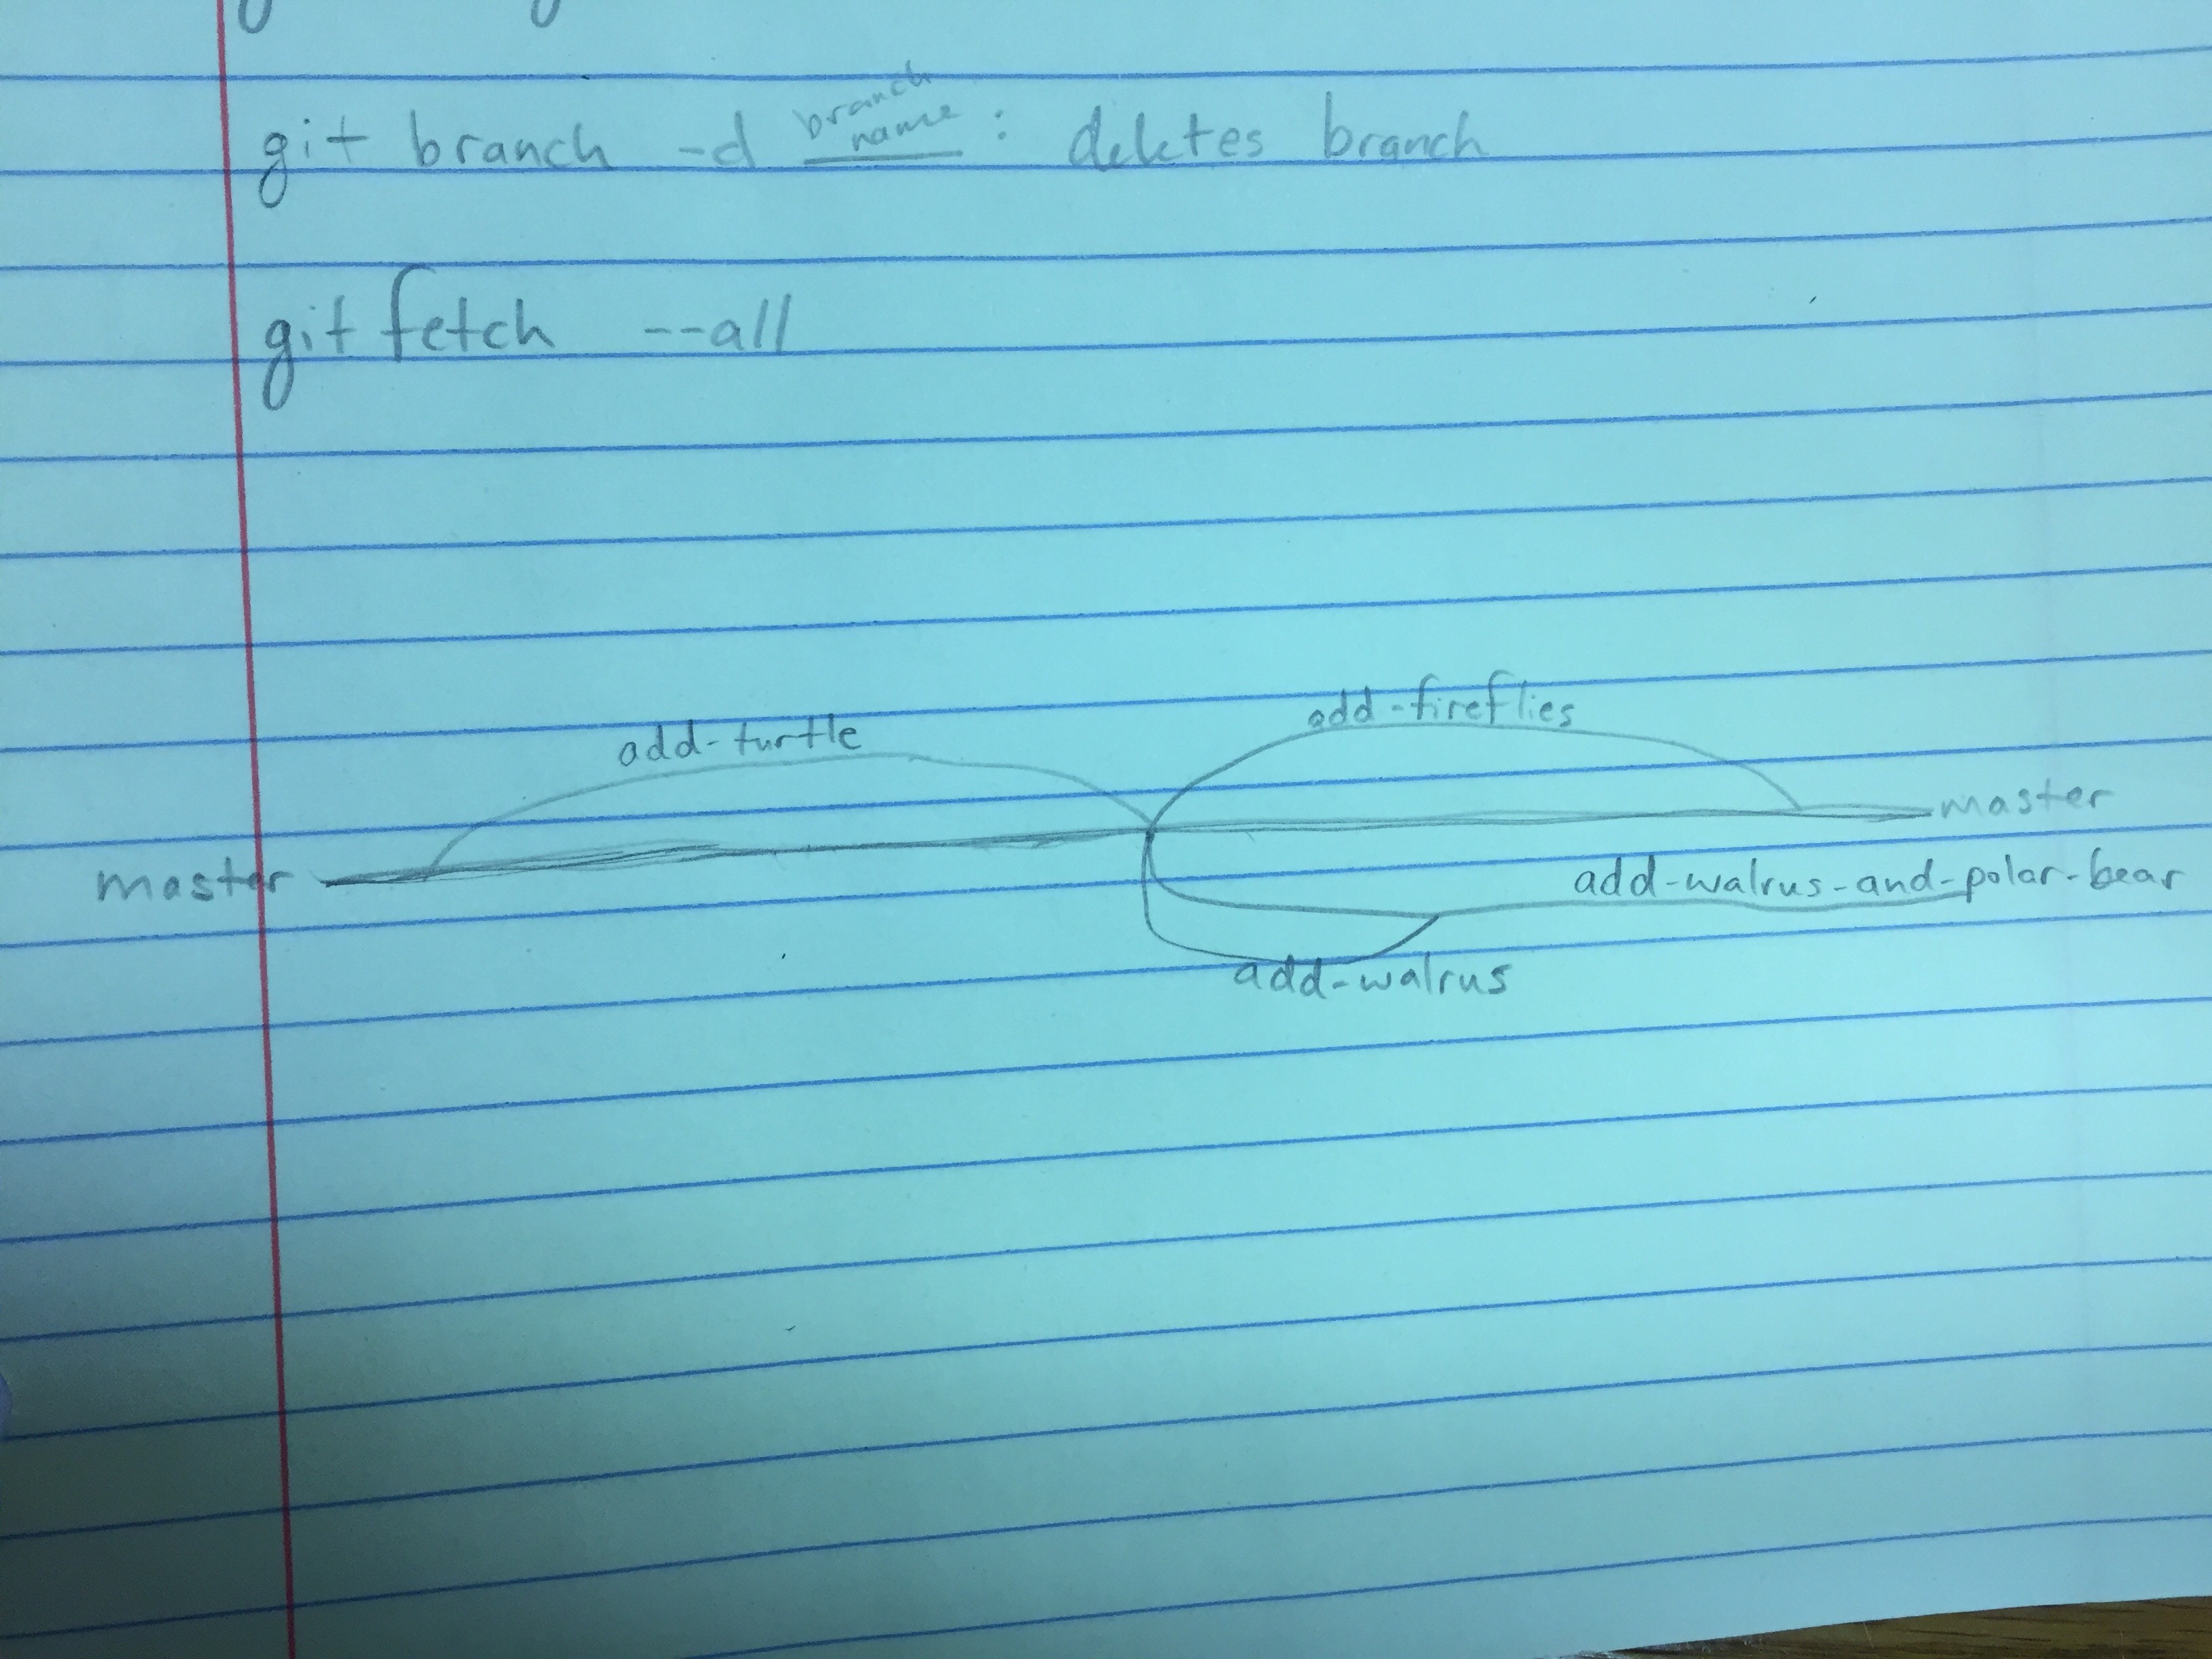 git branch -d branch name : deletes branch
git fetch --all
add-turtle
add-fireflies
master
master
add-walrus-and-polar-bear
add-walrus